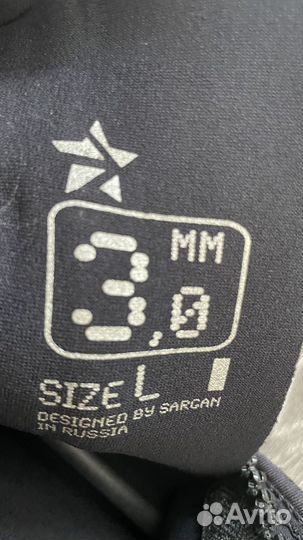 MM
3,0
SIZE L
DESIGNED BY SARGAN
IN RUSSIA
Avito